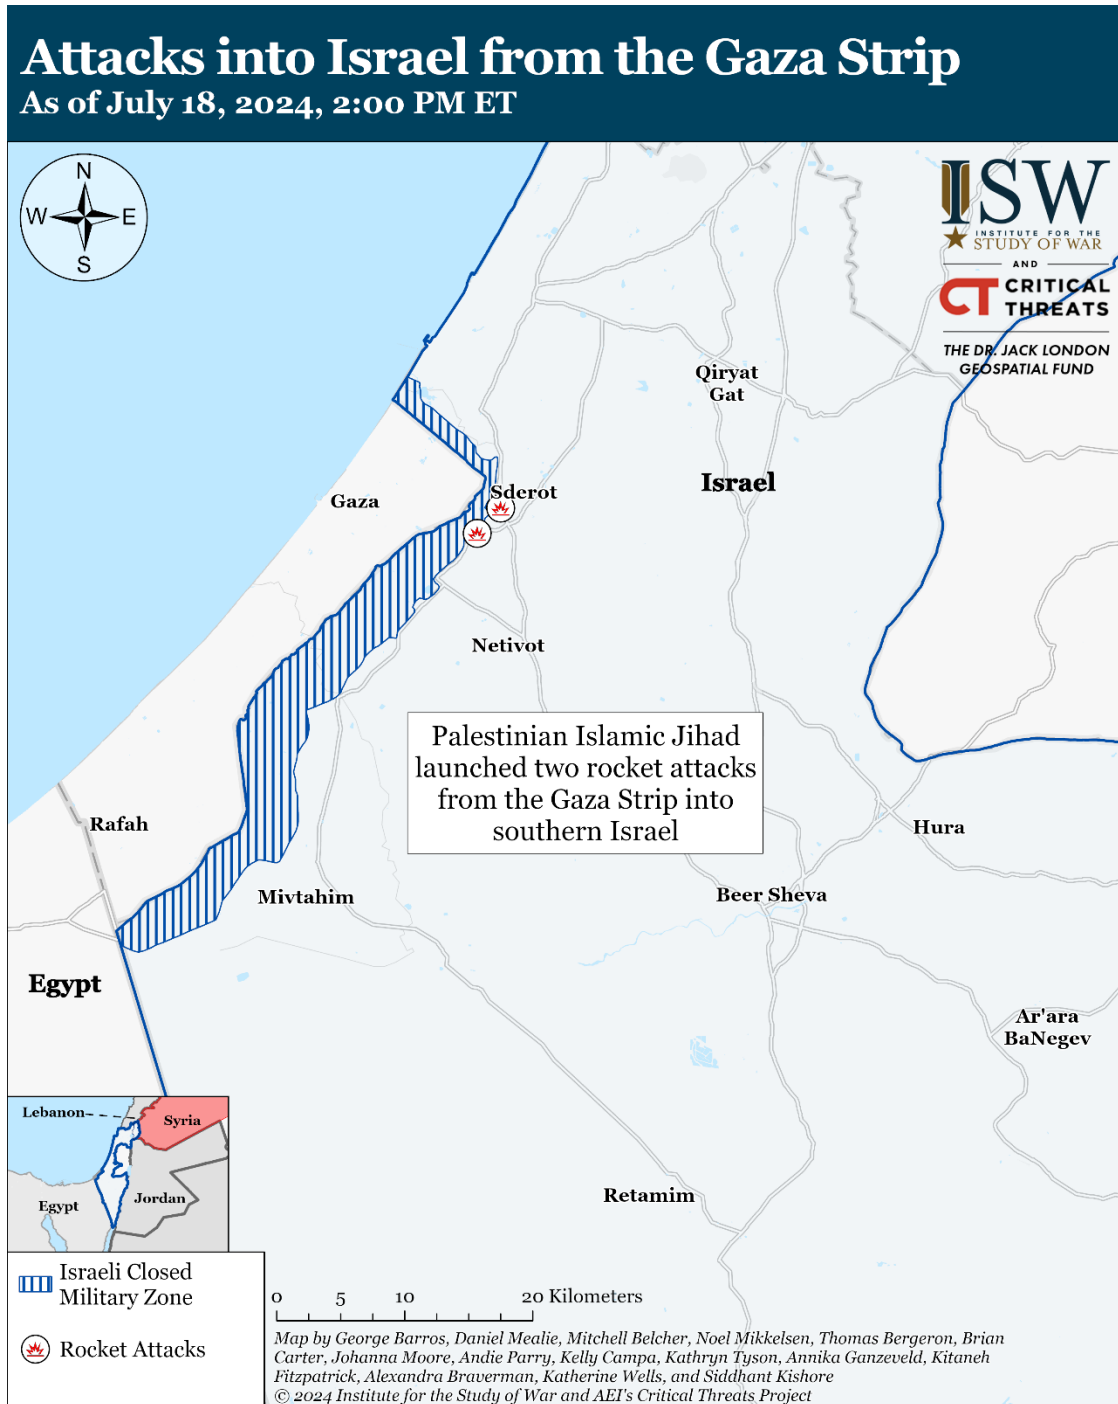 Attacks into Israel from the Gaza Strip
As of July 18, 2024, 2:00 PM ET
N
W
E
S
ISW
INSTITUTE FOR THE
STUDY OF WAR
AND
CT CRITICAL
THREATS
THE DR. JACK LONDON
GEOSPATIAL FUND
Qiryat
Gat
Israel
Sderot
Gaza
Netivot
Palestinian Islamic Jihad
launched two rocket attacks
from the Gaza Strip into
southern Israel
Rafah
Hura
Mivtahim
Beer Sheva
Egypt
Ar'ara
BaNegev
Retamim
Lebanon
Syria
Egypt
Jordan
Israeli Closed
Military Zone
Rocket Attacks
0 5 10 20 Kilometers
Map by George Barros, Daniel Mealie, Mitchell Belcher, Noel Mikkelsen, Thomas Bergeron, Brian
Carter, Johanna Moore, Andie Parry, Kelly Campa, Kathryn Tyson, Annika Ganzeveld, Kitaneh
Fitzpatrick, Alexandra Braverman, Katherine Wells, and Siddhant Kishore
© 2024 Institute for the Study of War and AEI's Critical Threats Project